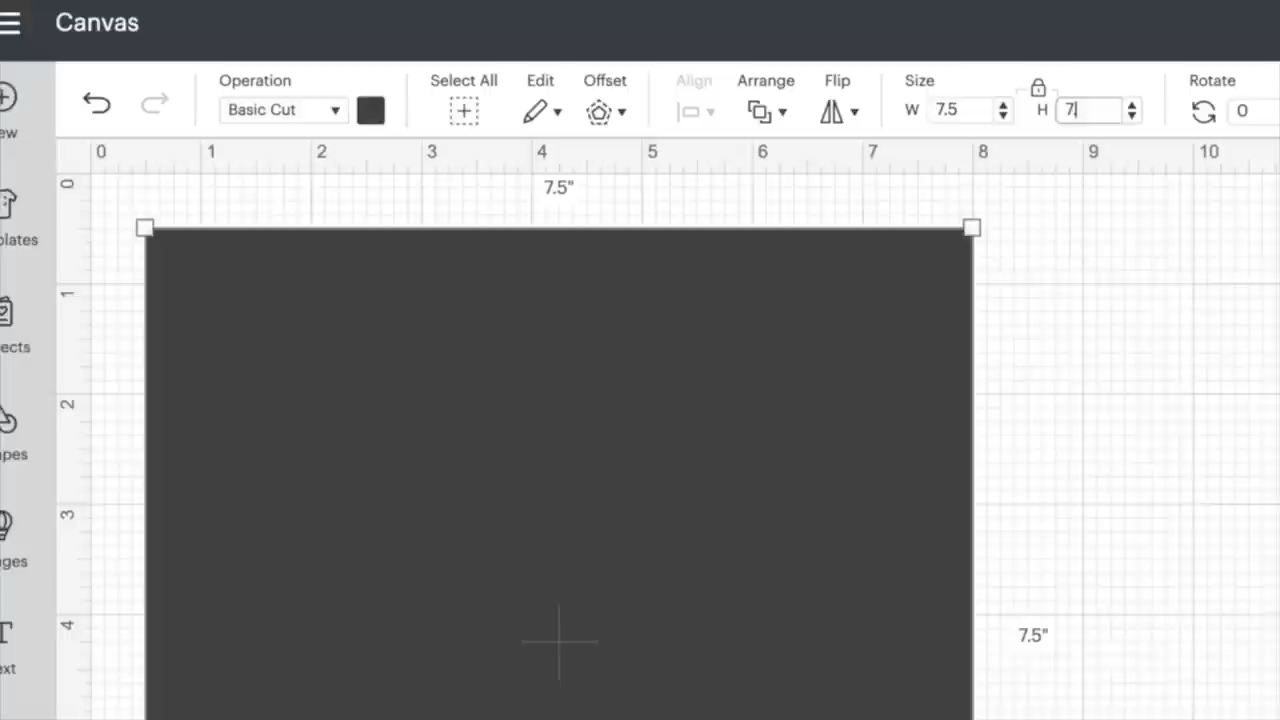 Canvas
Operation
Select All
Edit
Offset
Align
Arrange
Flip
Size
Rotate
Basic Cut
W 7.5
H 7
0
0 1 2 3 4 5 6 7 8 9 10
7.5"
0
1
2
3
4
7.5"
ew
plates
ects
apes
ges
ext